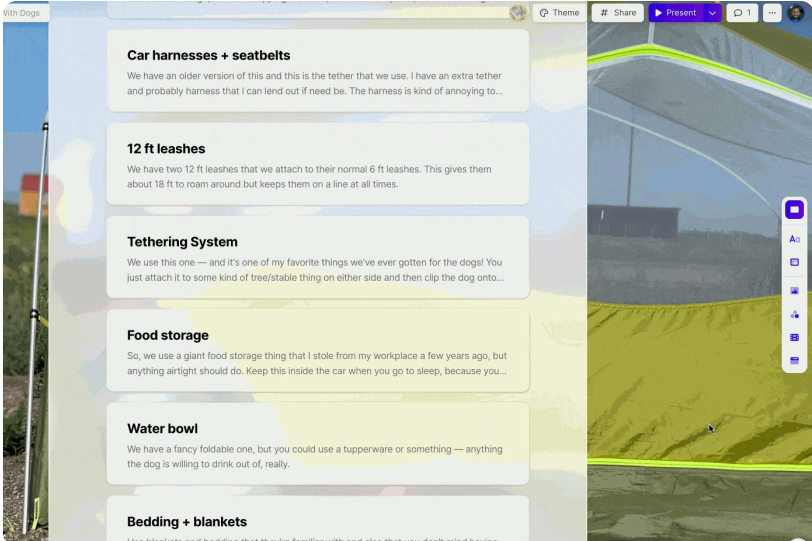 With Dogs
Theme
Share
Present
1
Car harnesses + seatbelts
We have an older version of this and this is the tether that we use. I have an extra tether
and probably harness that I can lend out if need be. The harness is kind of annoying to...
12 ft leashes
We have two 12 ft leashes that we attach to their normal 6 ft leashes. This gives them
about 18 ft to roam around but keeps them on a line at all times.
Tethering System
We use this one — and it's one of my favorite things we've ever gotten for the dogs! You
just attach it to some kind of tree/stable thing on either side and then clip the dog onto...
Food storage
So, we use a giant food storage thing that I stole from my workplace a few years ago, but
anything airtight should do. Keep this inside the car when you go to sleep, because you...
Water bowl
We have a fancy foldable one, but you could use a tupperware or something — anything
the dog is willing to drink out of, really.
Bedding + blankets